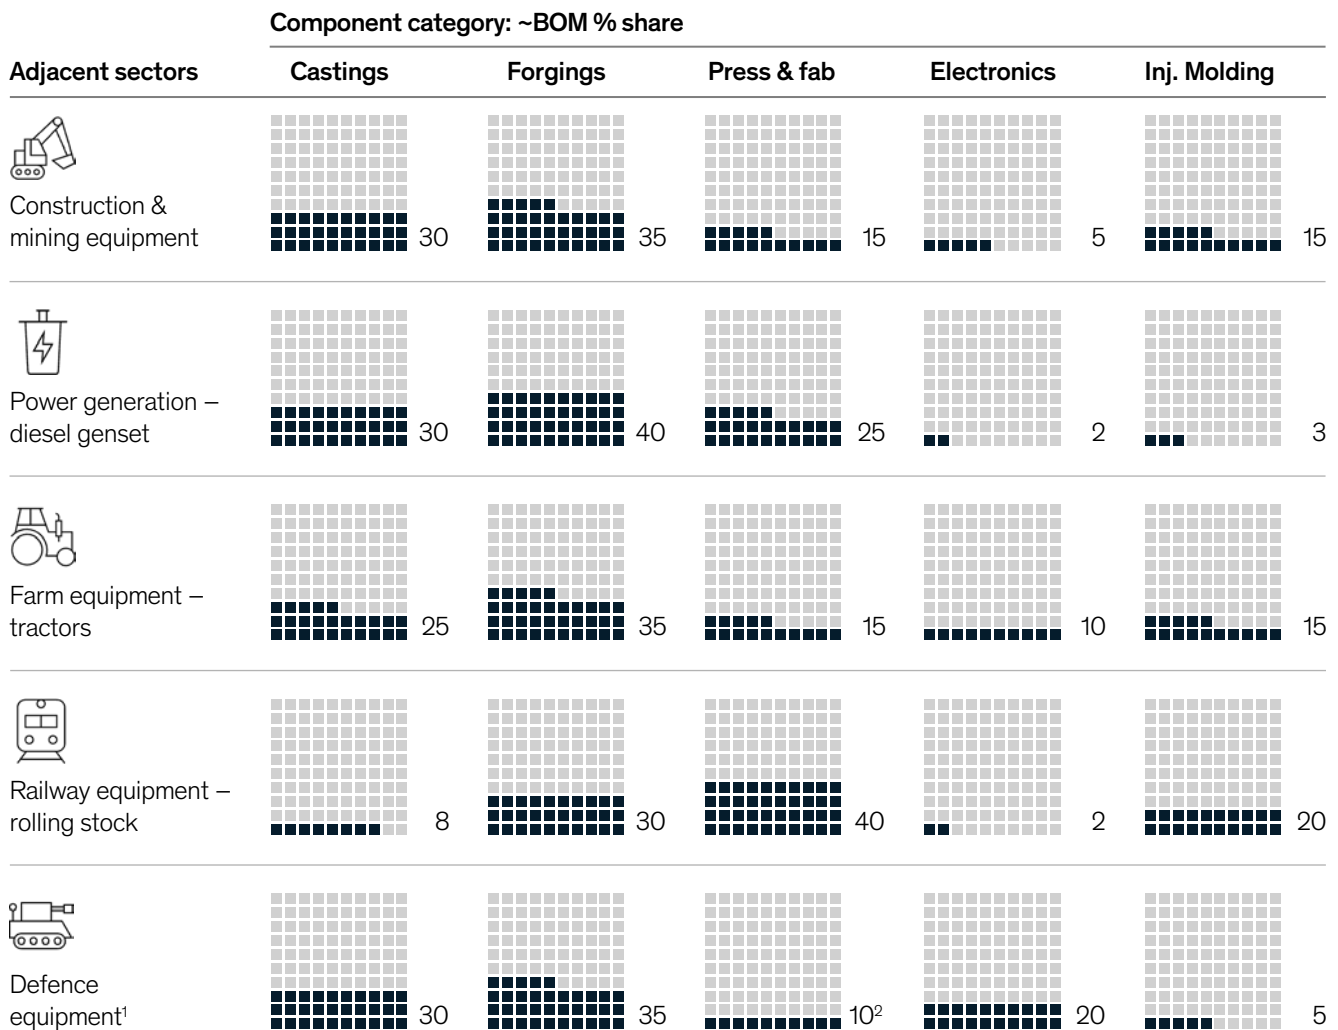 Component category: ~BOM % share
Adjacent sectors Castings Forgings Press & fab Electronics Inj. Molding
Construction &
mining equipment 30 35 15 5 15
Power generation –
diesel genset 30 40 25 2 3
Farm equipment –
tractors 25 35 15 10 15
Railway equipment –
rolling stock 8 30 40 2 20
Defence
equipment¹ 30 35 10² 20 5